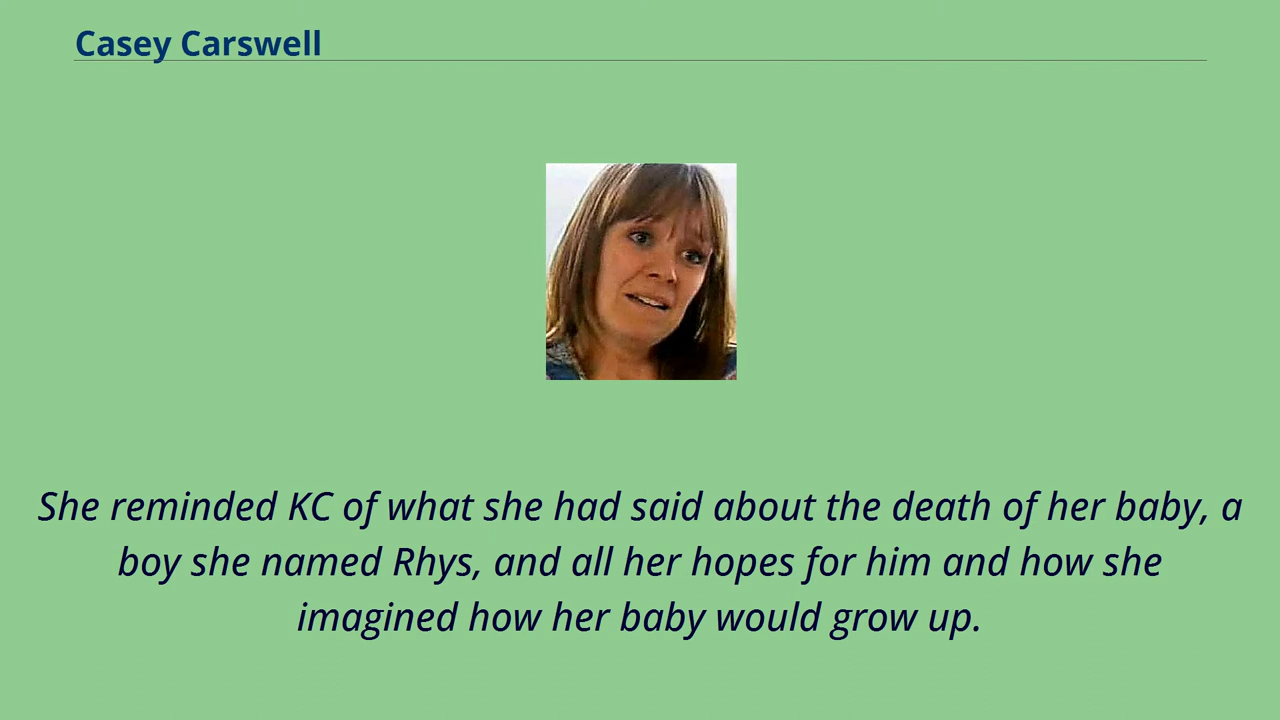 Casey Carswell
She reminded KC of what she had said about the death of her baby, a
boy she named Rhys, and all her hopes for him and how she
imagined how her baby would grow up.